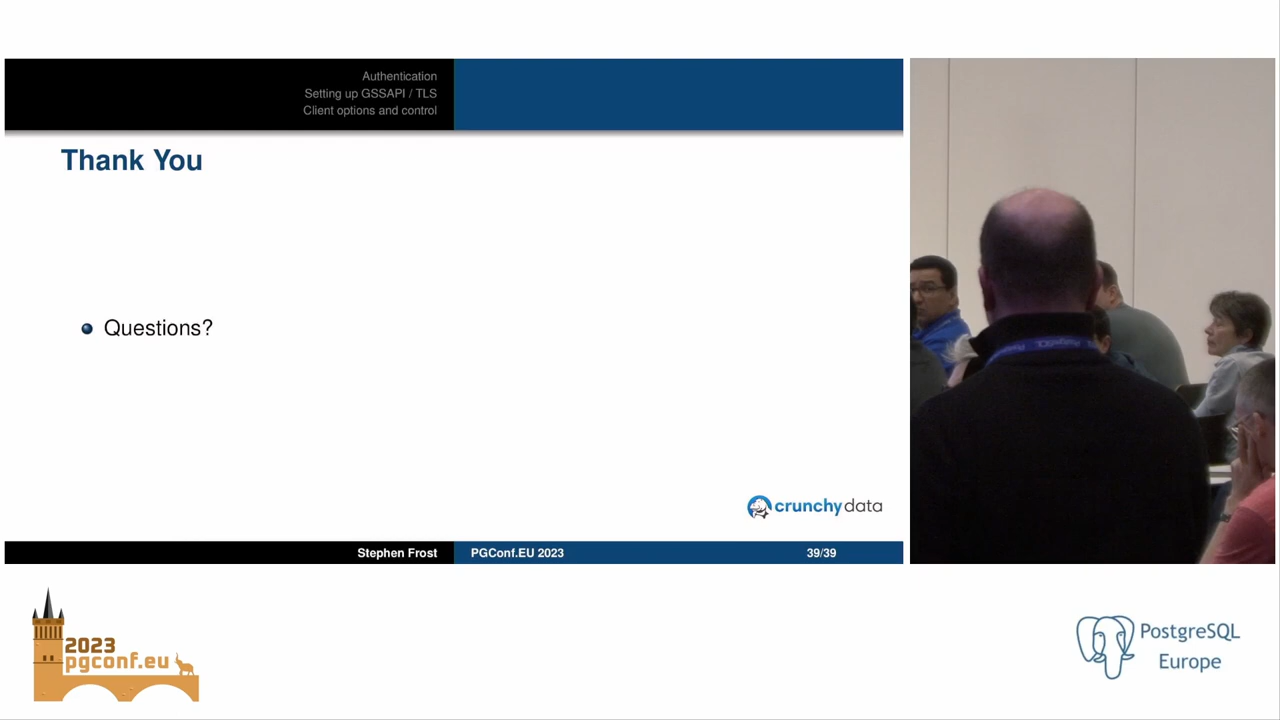 Authentication
Setting up GSSAPI / TLS
Client options and control
Thank You
Questions?
crunchydata
Stephen Frost
PGConf.EU 2023
39/39
2023
pgconf.eu
PostgreSQL
Europe